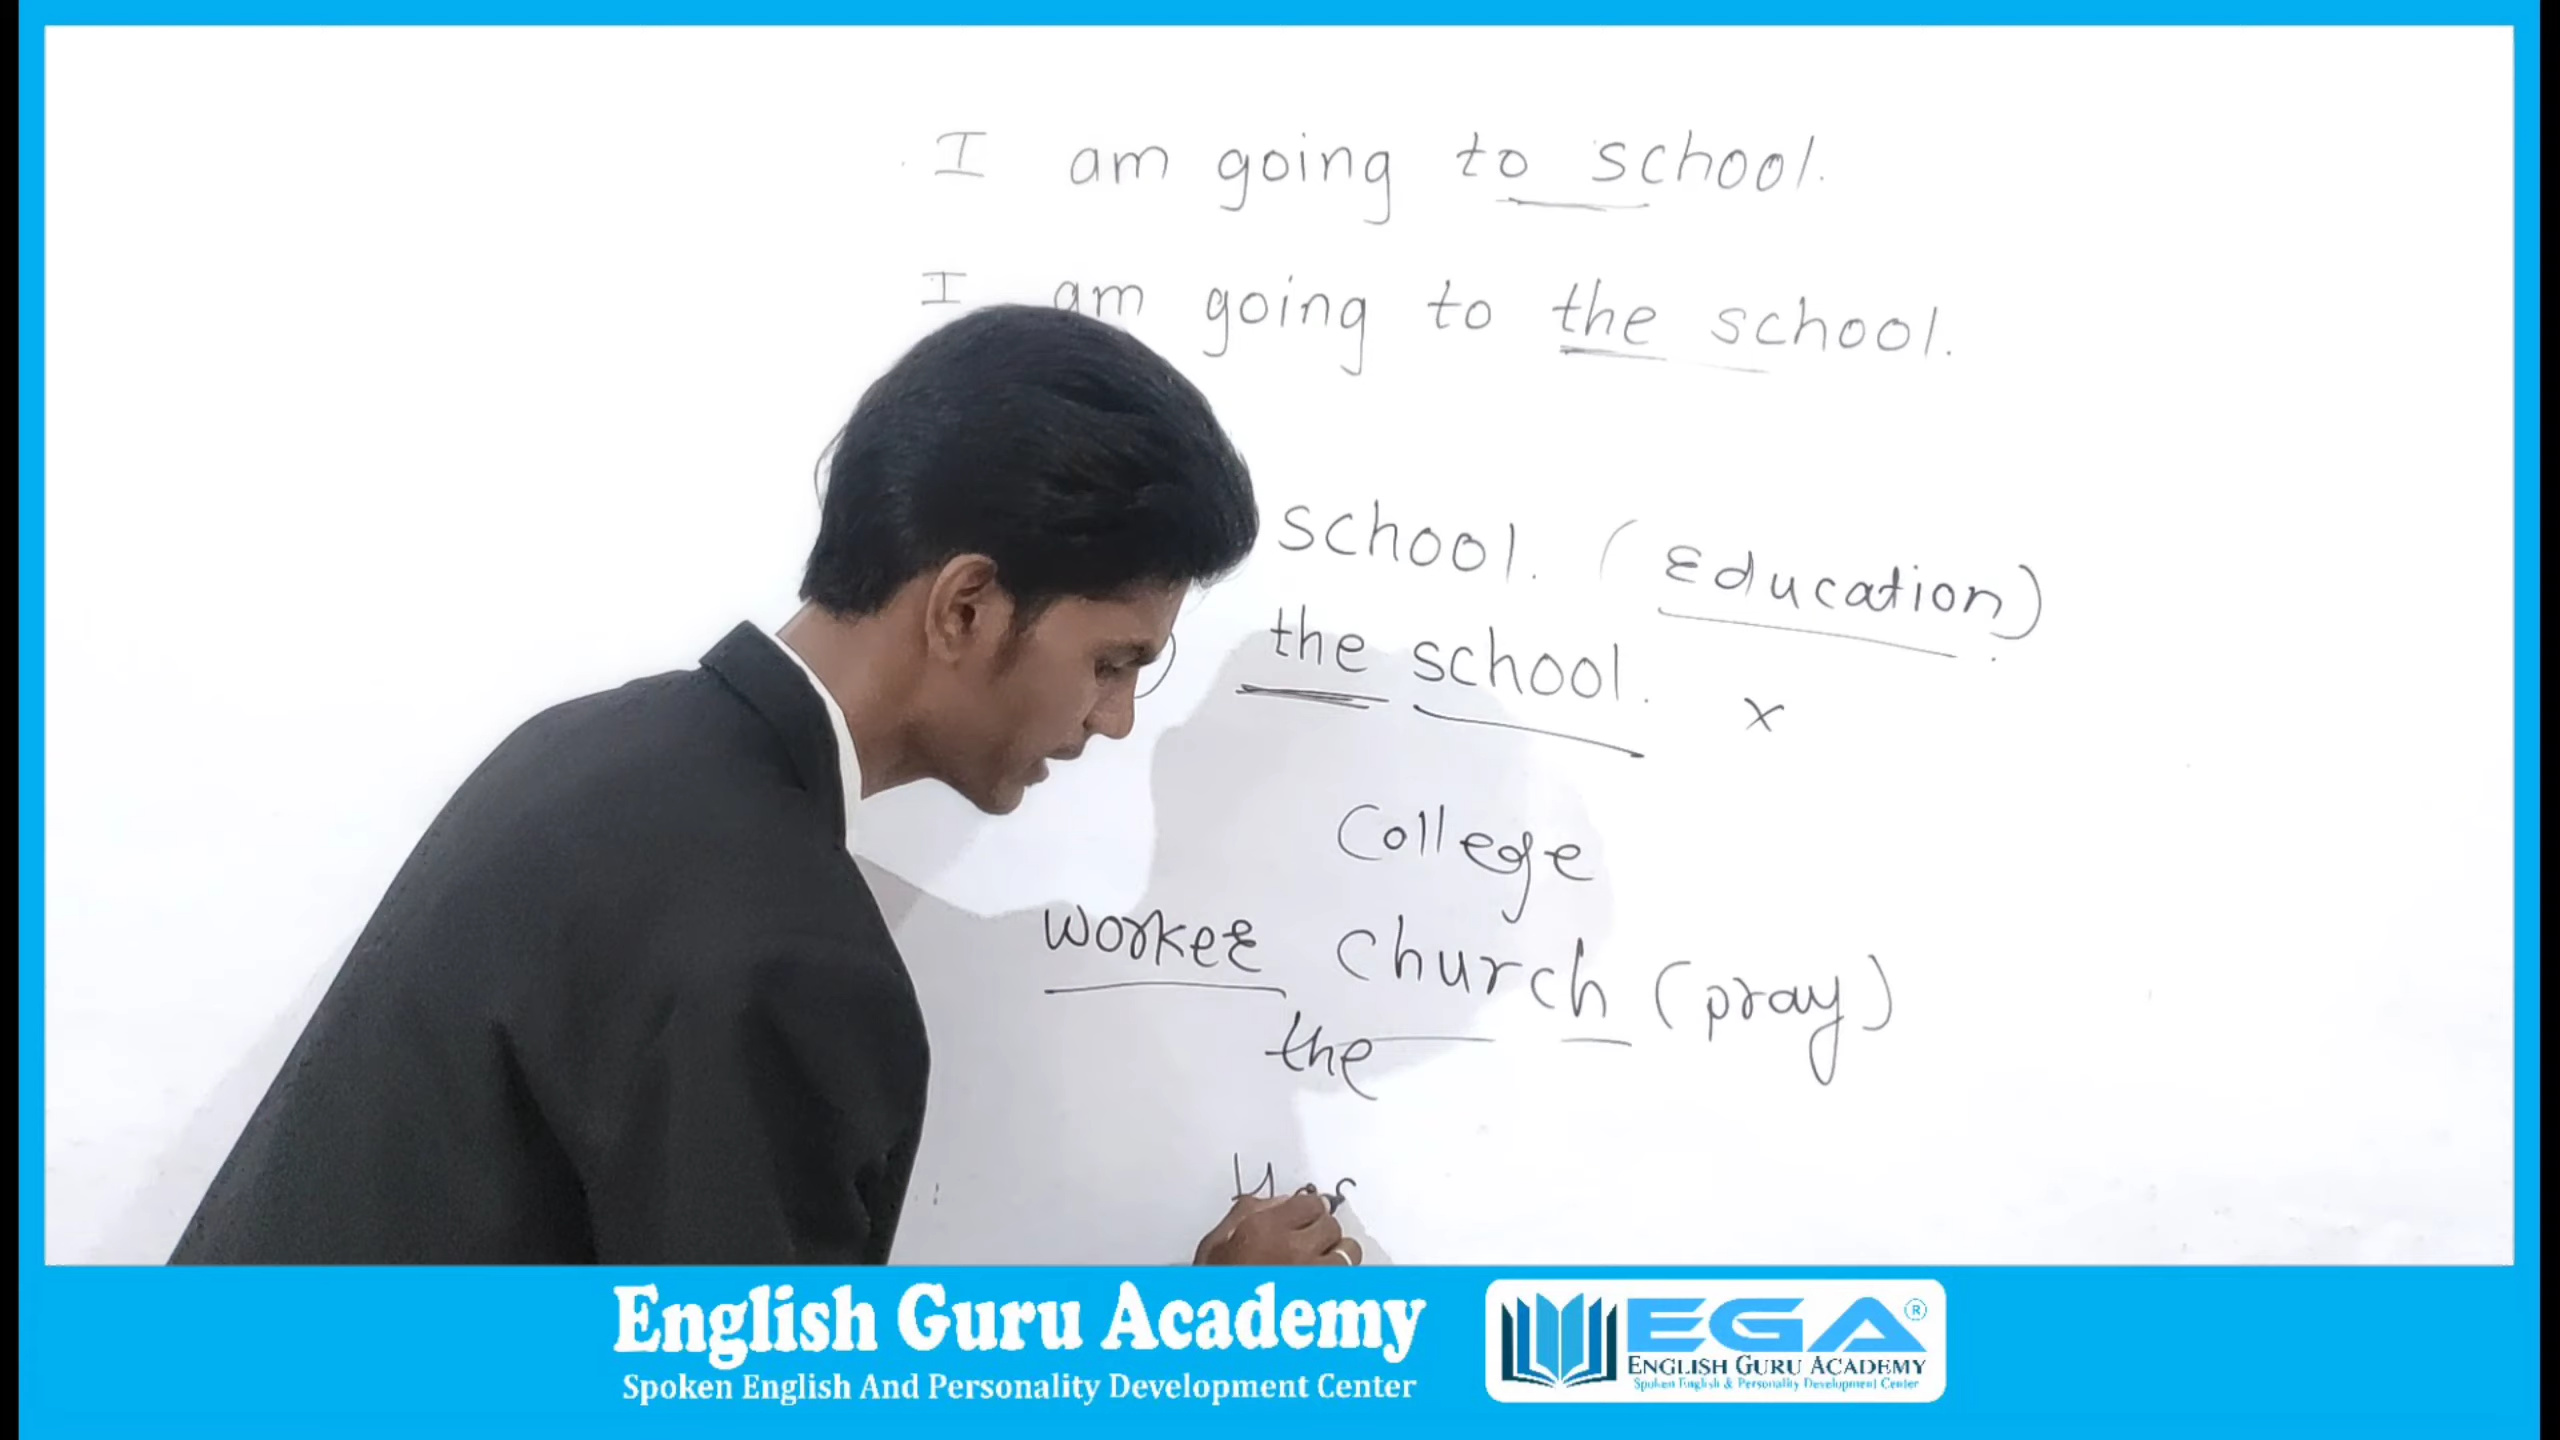 I am going to school.
I am going to the school.
school. (Education)
the school. x
College
church (pray)
the
English Guru Academy
Spoken English And Personality Development Center
EGA®
ENGLISH GURU ACADEMY
Spoken English & Personality Development Center